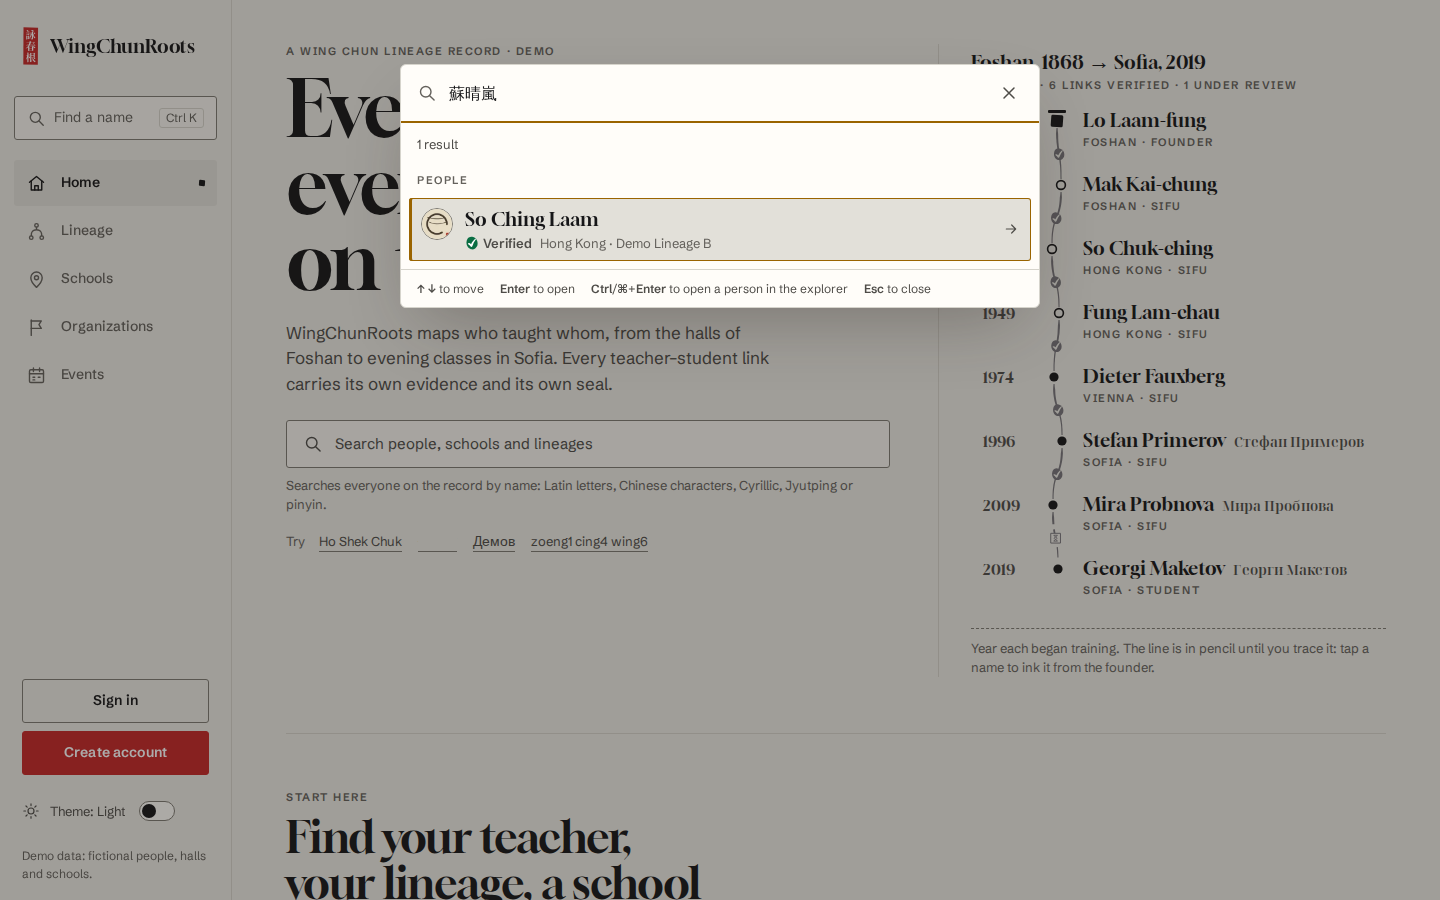 詠春根
WingChunRoots
Find a name
Ctrl K
Home
Lineage
Schools
Organizations
Events
Sign in
Create account
Theme: Light
Demo data: fictional people, halls
and schools.
A WING CHUN LINEAGE RECORD · DEMO
Eve
eve
on
WingChunRoots maps who taught whom, from the halls of
Foshan to evening classes in Sofia. Every teacher–student link
carries its own evidence and its own seal.
Search people, schools and lineages
Searches everyone on the record by name: Latin letters, Chinese characters, Cyrillic, Jyutping or
pinyin.
Try Ho Shek Chuk Демов zoeng1 cing4 wing6
蘇晴嵐
1 result
PEOPLE
So Ching Laam
Verified Hong Kong · Demo Lineage B
↑ ↓ to move Enter to open Ctrl/⌘+Enter to open a person in the explorer Esc to close
Foshan, 1868 → Sofia, 2019
· 6 LINKS VERIFIED · 1 UNDER REVIEW
Lo Laam-fung
FOSHAN · FOUNDER
Mak Kai-chung
FOSHAN · SIFU
So Chuk-ching
HONG KONG · SIFU
1949 Fung Lam-chau
HONG KONG · SIFU
1974 Dieter Fauxberg
VIENNA · SIFU
1996 Stefan Primerov Стефан Примеров
SOFIA · SIFU
2009 Mira Probnova Мира Пробнова
SOFIA · SIFU
2019 Georgi Maketov Георги Макетов
SOFIA · STUDENT
Year each began training. The line is in pencil until you trace it: tap a
name to ink it from the founder.
START HERE
Find your teacher,
your lineage, a school